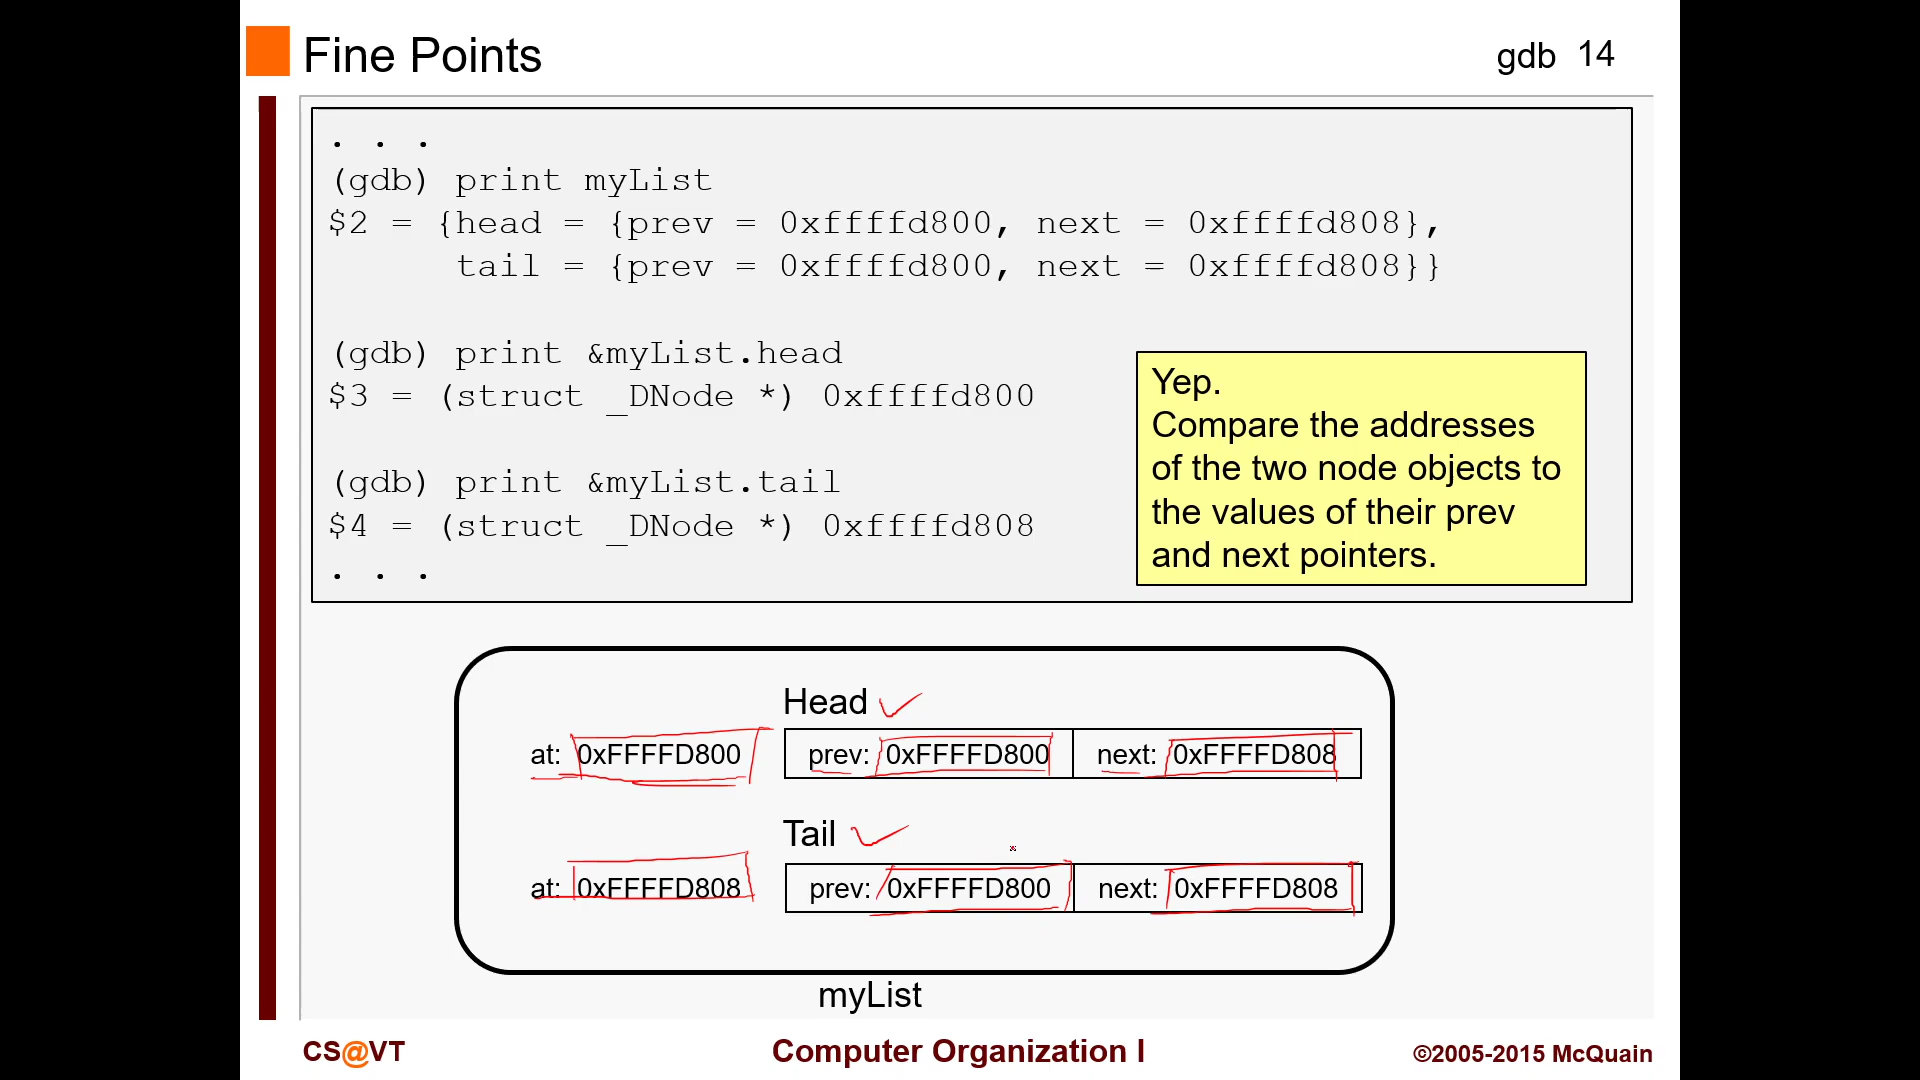 Fine Points
gdb 14
. . .
(gdb) print myList
$2 = {head = {prev = 0xffffd800, next = 0xffffd808},
tail = {prev = 0xffffd800, next = 0xffffd808}}
(gdb) print &myList.head
$3 = (struct _DNode *) 0xffffd800
(gdb) print &myList.tail
$4 = (struct _DNode *) 0xffffd808
. . .
Yep.
Compare the addresses
of the two node objects to
the values of their prev
and next pointers.
Head
at: 0xFFFFD800 prev: 0xFFFFD800 next: 0xFFFFD808
Tail
at: 0xFFFFD808 prev: 0xFFFFD800 next: 0xFFFFD808
myList
CS@VT
Computer Organization I
©2005-2015 McQuain